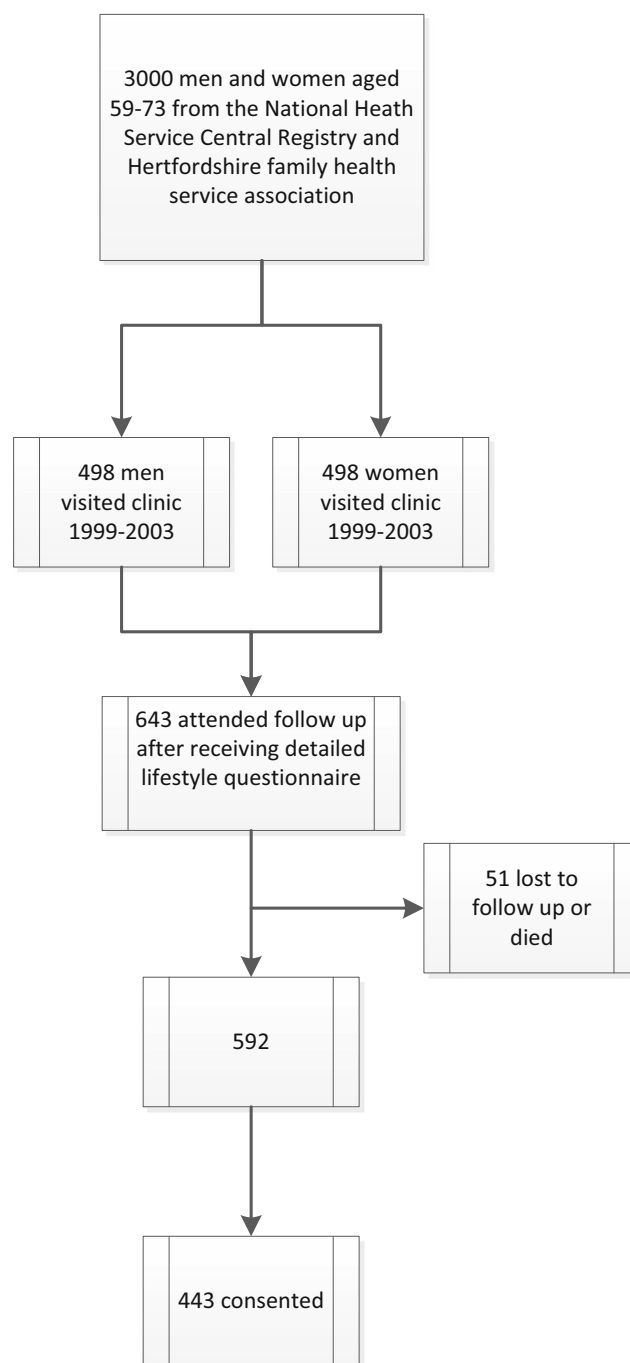 3000 men and women aged
59-73 from the National Heath
Service Central Registry and
Hertfordshire family health
service association
498 men
visited clinic
1999-2003
498 women
visited clinic
1999-2003
643 attended follow up
after receiving detailed
lifestyle questionnaire
51 lost to
follow up or
died
592
443 consented